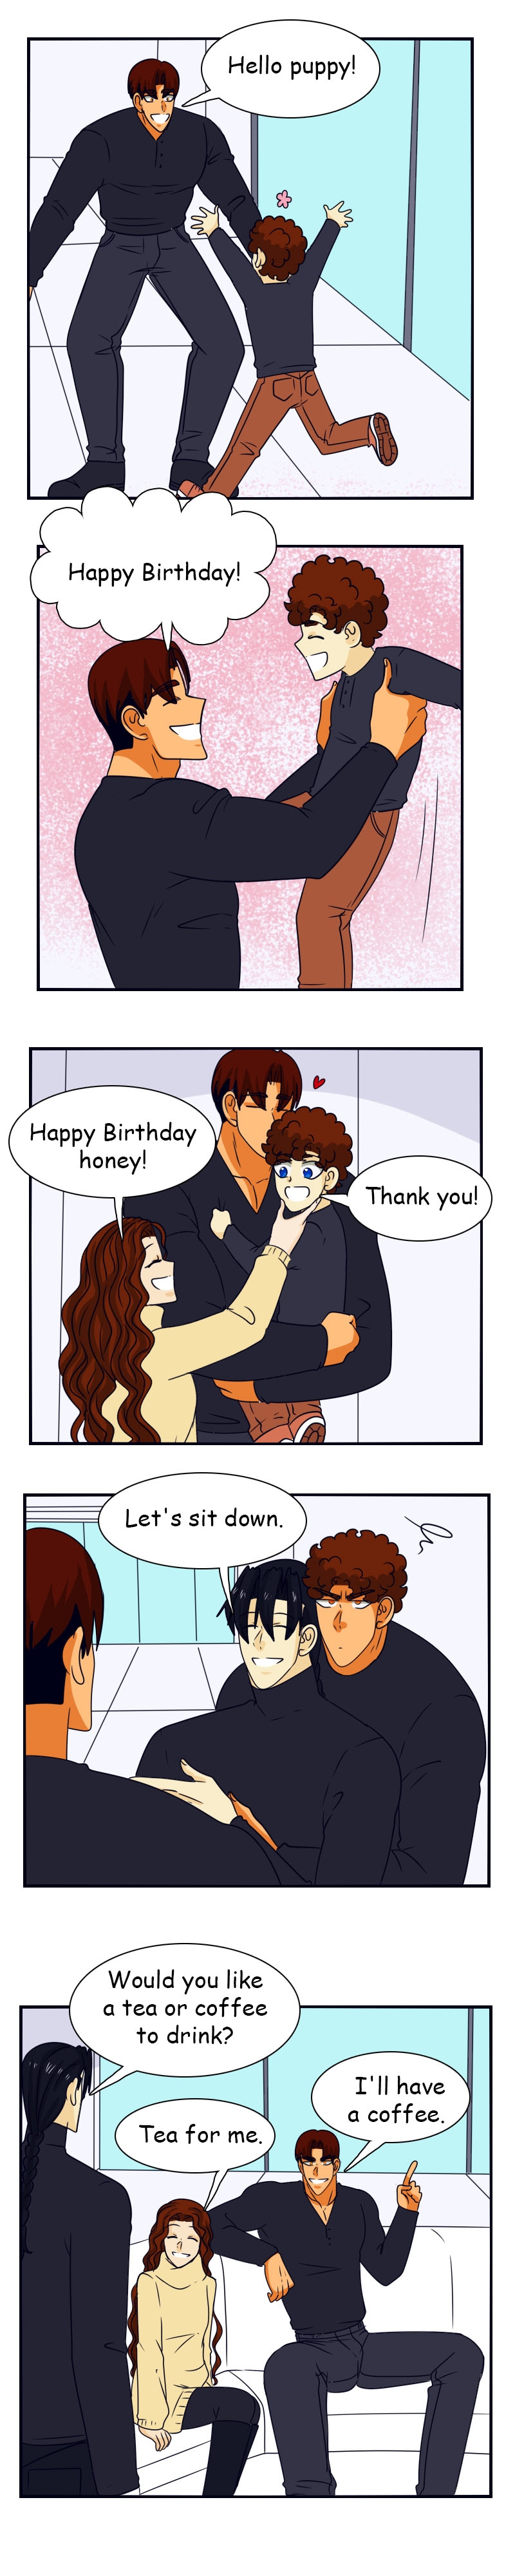 Hello puppy!
Happy Birthday!
Happy Birthday
honey!
Thank you!
Let's sit down.
Would you like
a tea or coffee
to drink?
I'll have
a coffee.
Tea for me.